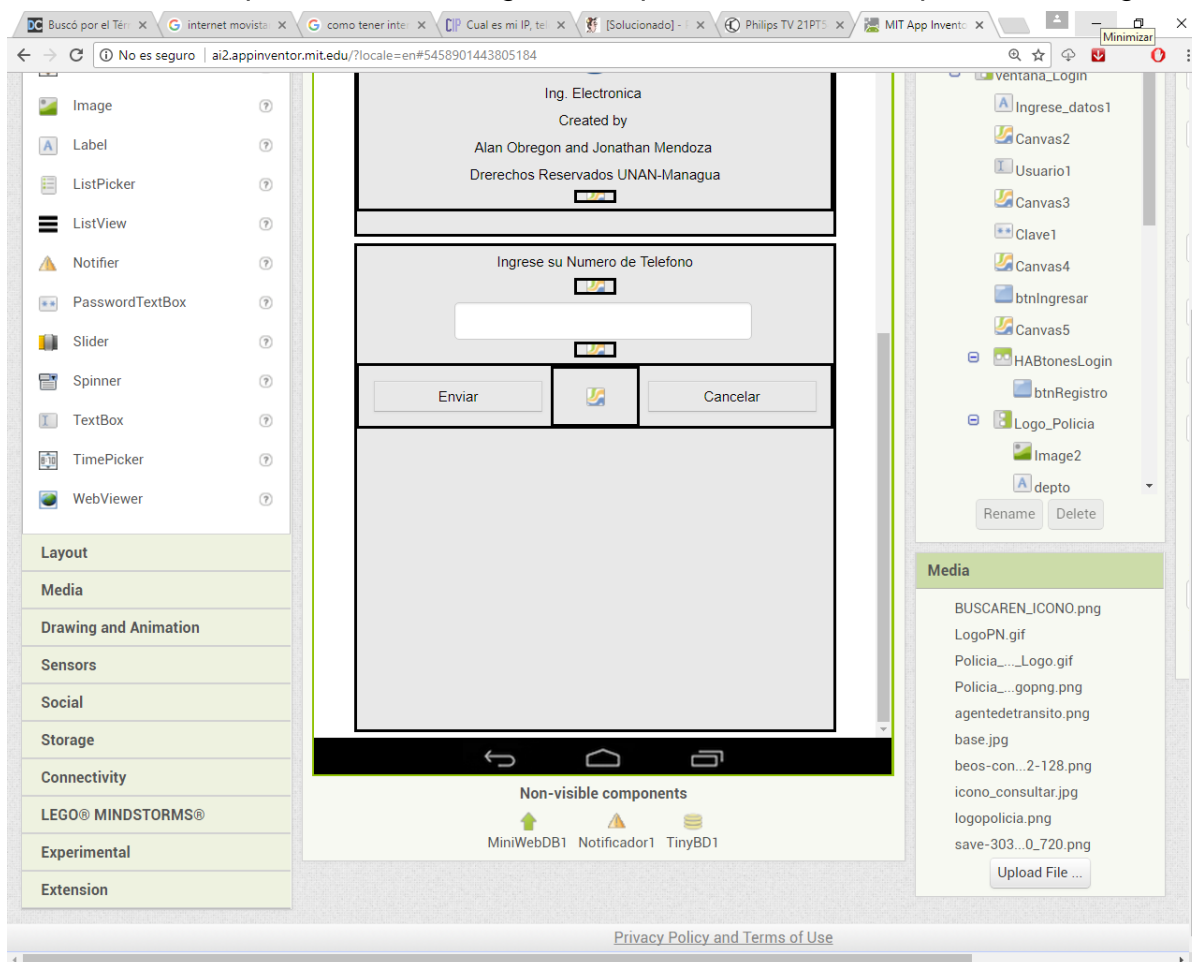 Buscó por el Térr
internet movista
como tener inter
Cual es mi IP, tel
[Solucionado] -
Philips TV 21PT5
MIT App Invento
Minimizar
No es seguro | ai2.appinventor.mit.edu/?locale=en#5458901443805184
Image
Label
ListPicker
ListView
Notifier
PasswordTextBox
Slider
Spinner
TextBox
TimePicker
WebViewer
Layout
Media
Drawing and Animation
Sensors
Social
Storage
Connectivity
LEGO® MINDSTORMS®
Experimental
Extension
Ing. Electronica
Created by
Alan Obregon and Jonathan Mendoza
Drerechos Reservados UNAN-Managua
Ingrese su Numero de Telefono
Enviar
Cancelar
Non-visible components
MiniWebDB1 Notificador1 TinyBD1
Ventana_Login
Ingrese_datos1
Canvas2
Usuario1
Canvas3
Clave1
Canvas4
btnIngresar
Canvas5
HABtonesLogin
btnRegistro
Logo_Policia
Image2
depto
Rename Delete
Media
BUSCAREN_ICONO.png
LogoPN.gif
Policia_..._Logo.gif
Policia_...gopng.png
agentedetransito.png
base.jpg
beos-con...2-128.png
icono_consultar.jpg
logopolicia.png
save-303...0_720.png
Upload File ...
Privacy Policy and Terms of Use